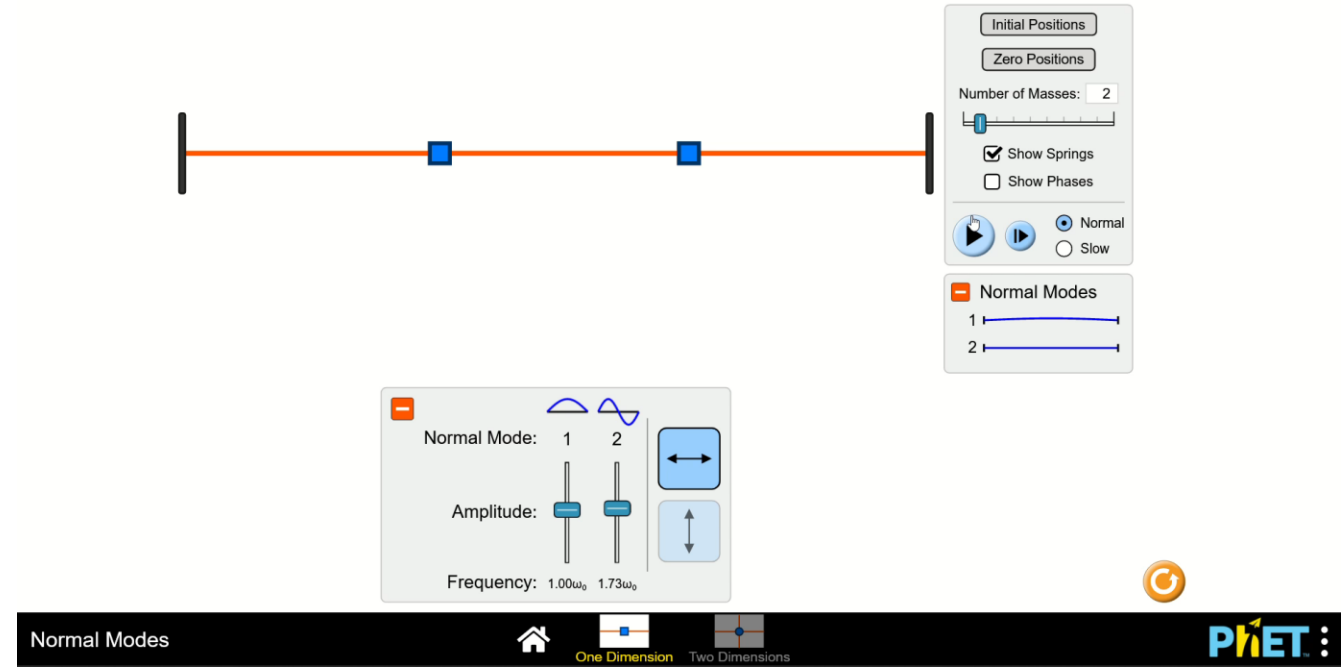 Initial Positions
Zero Positions
Number of Masses: 2
Show Springs
Show Phases
Normal
Slow
Normal Modes
1
2
Normal Mode: 1 2
Amplitude:
Frequency: 1.00ω₀ 1.73ω₀
Normal Modes
One Dimension
Two Dimensions
PhET